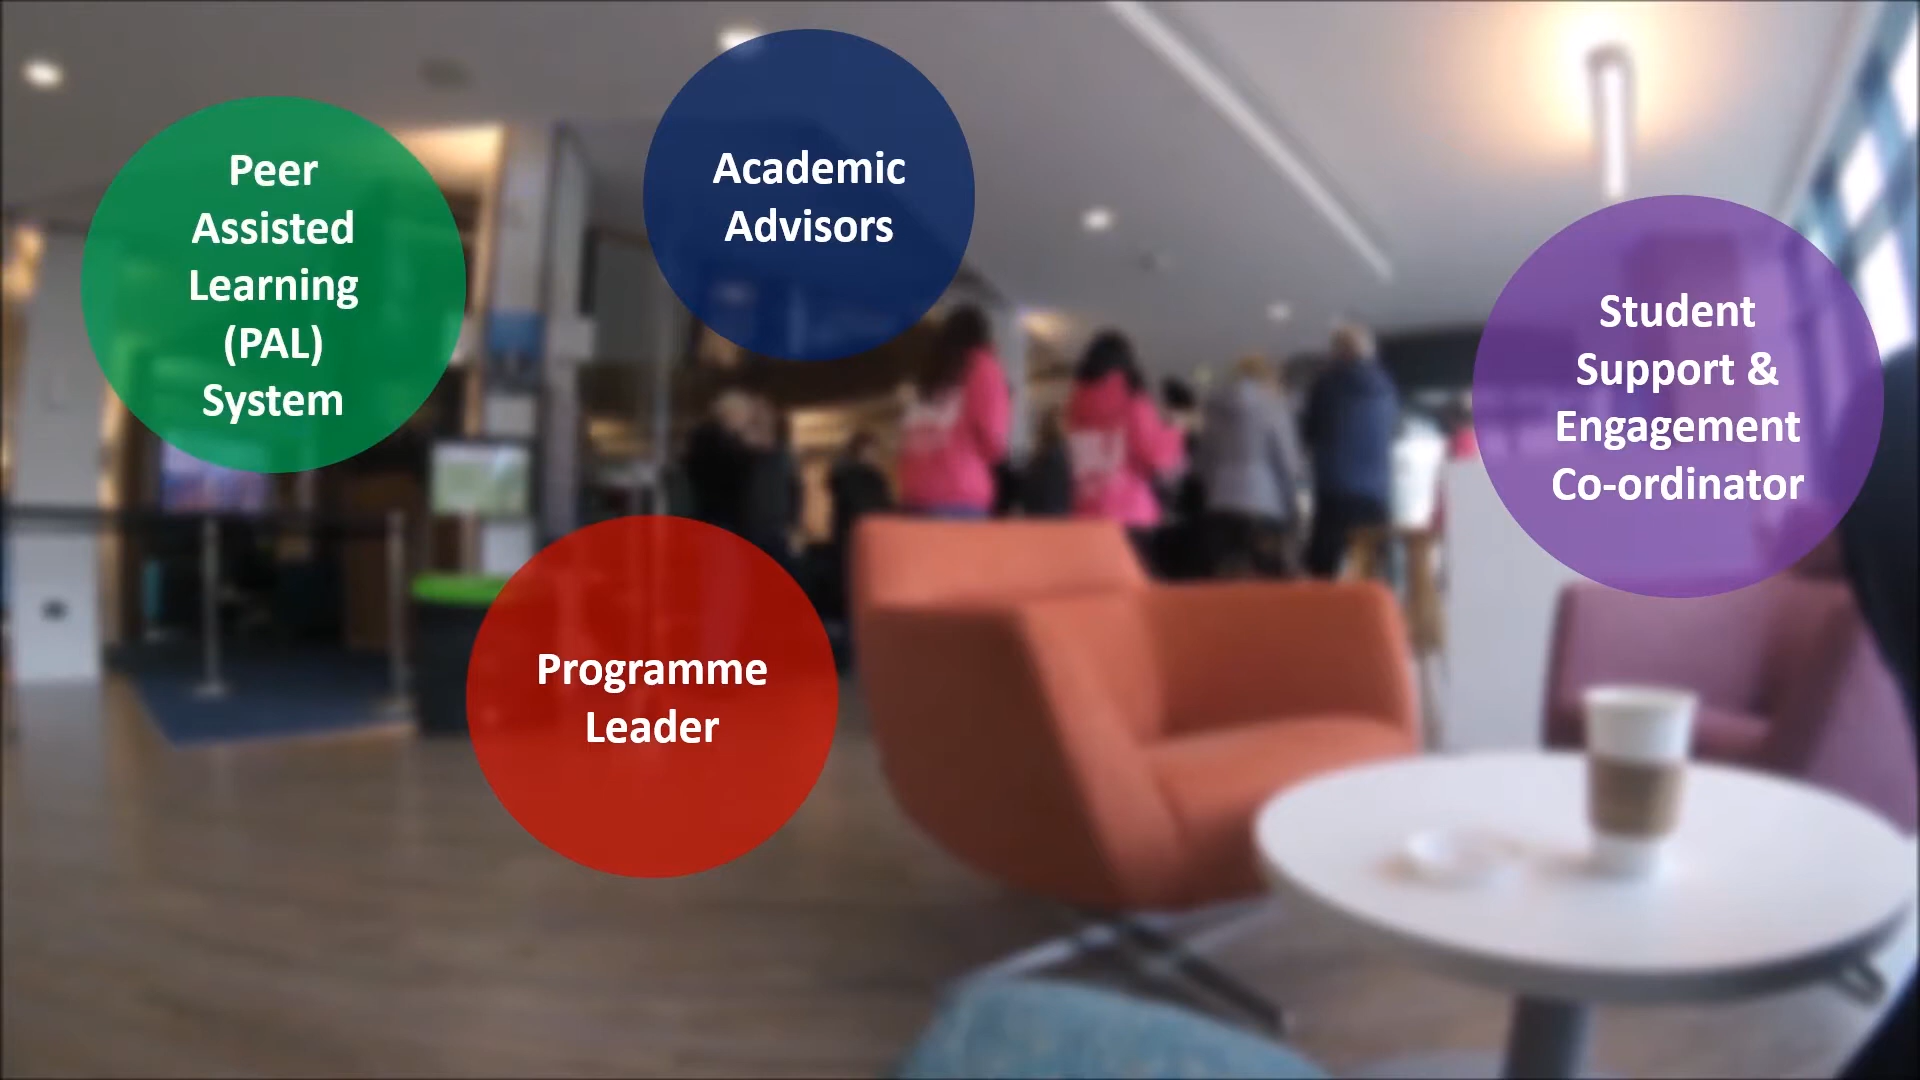 Peer
Assisted
Learning
(PAL)
System
Academic
Advisors
Student
Support &
Engagement
Co-ordinator
Programme
Leader